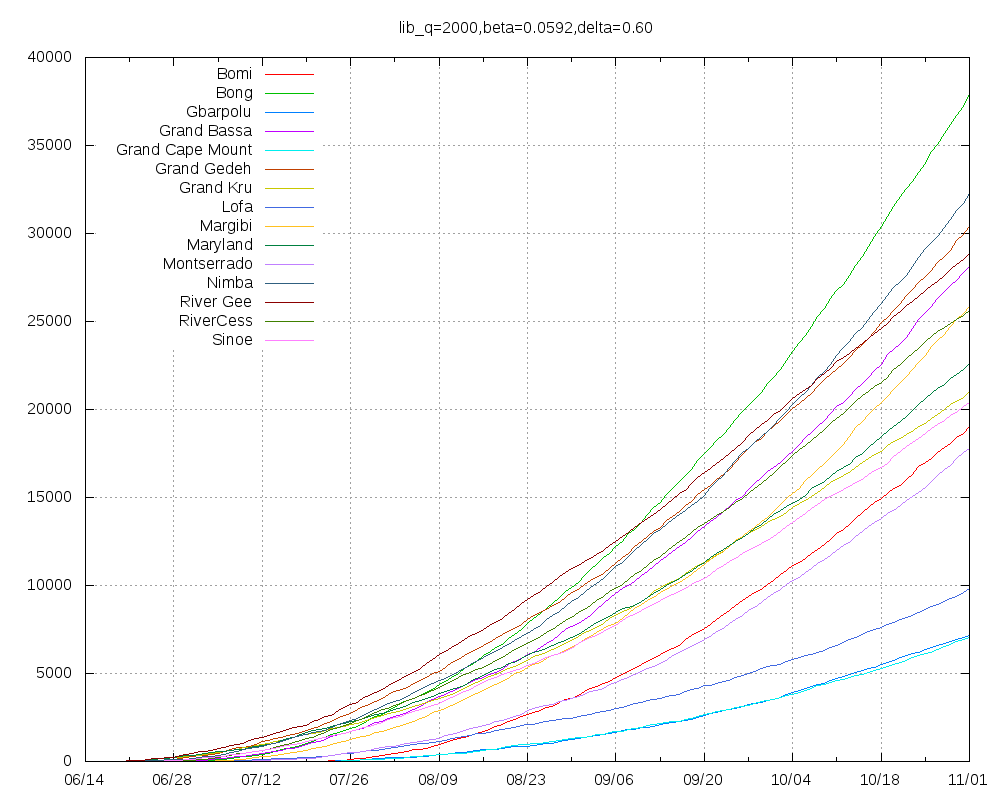 lib_q=2000,beta=0.0592,delta=0.60
40000
35000
30000
25000
20000
15000
10000
5000
0
Bomi
Bong
Gbarpolu
Grand Bassa
Grand Cape Mount
Grand Gedeh
Grand Kru
Lofa
Margibi
Maryland
Montserrado
Nimba
River Gee
RiverCess
Sinoe
06/14 06/28 07/12 07/26 08/09 08/23 09/06 09/20 10/04 10/18 11/01